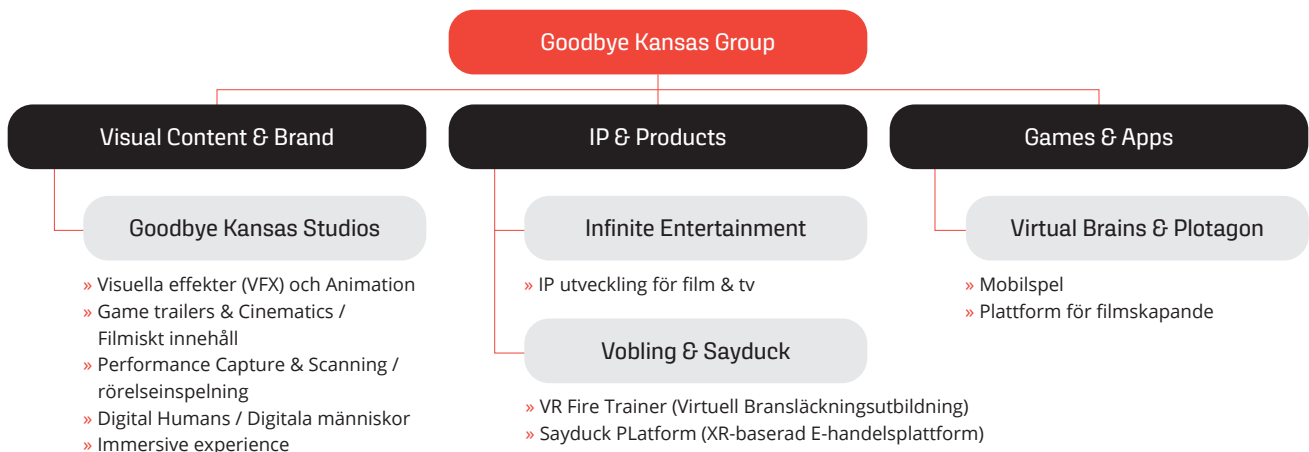 Goodbye Kansas Group
Visual Content & Brand
Goodbye Kansas Studios
» Visuella effekter (VFX) och Animation
» Game trailers & Cinematics /
Filmiskt innehåll
» Performance Capture & Scanning /
rörelseinspelning
» Digital Humans / Digitala människor
» Immersive experience
IP & Products
Infinite Entertainment
» IP utveckling för film & tv
Vobling & Sayduck
» VR Fire Trainer (Virtuell Bransläckningsutbildning)
» Sayduck PLatform (XR-baserad E-handelsplattform)
Games & Apps
Virtual Brains & Plotagon
» Mobilspel
» Plattform för filmskapande